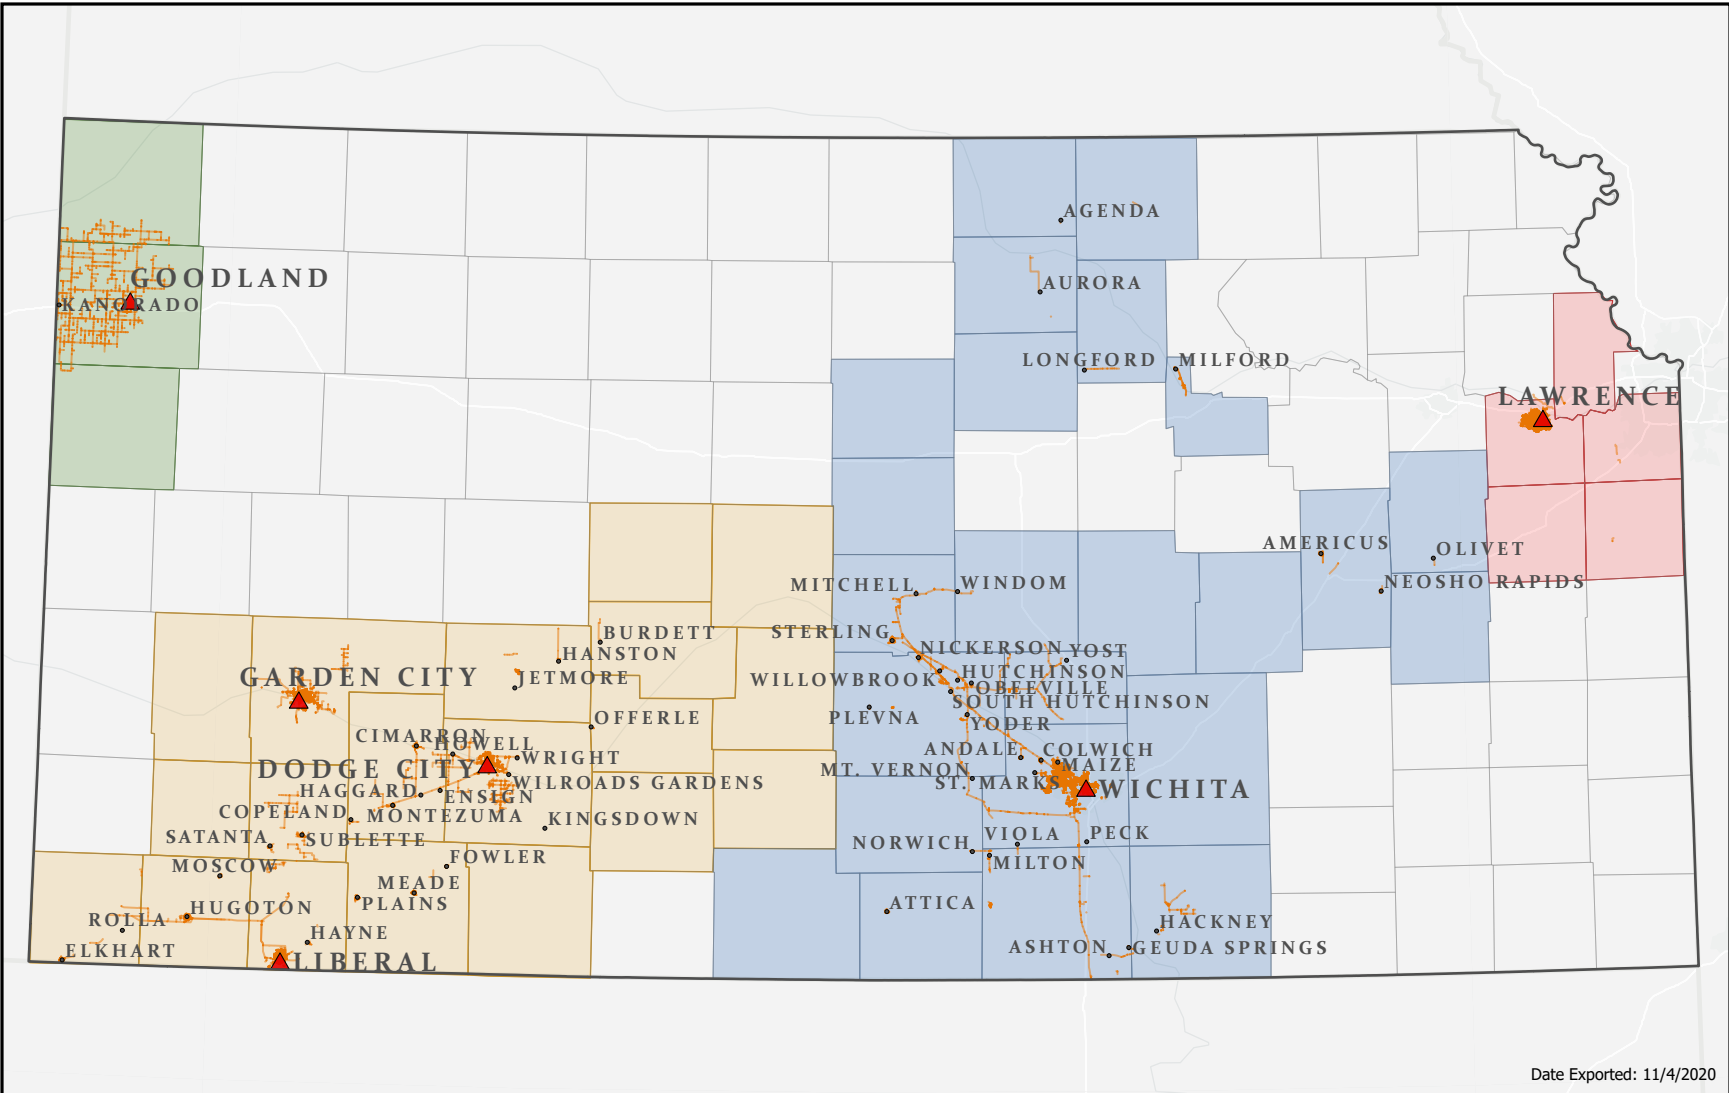 AGENDA
GOODLAND
KANORADO
AURORA
LONGFORD
MILFORD
LAWRENCE
AMERICUS
OLIVET
MITCHELL
WINDOM
NEOSHO RAPIDS
BURDETT
STERLING
HANSTON
NICKERSON
YOST
GARDEN CITY
JETMORE
WILLOWBROOK
HUTCHINSON
OBEEVILLE
SOUTH HUTCHINSON
OFFERLE
PLEVNA
YODER
CIMARRON
HOWELL
WRIGHT
ANDALE
COLWICH
DODGE CITY
MT. VERNON
MAIZE
WILROADS GARDENS
ST. MARKS
WICHITA
HAGGARD
ENSIGN
COPELAND
MONTEZUMA
KINGSDOWN
SATANTA
SUBLETTE
NORWICH
VIOLA
PECK
MOSCOW
FOWLER
MILTON
MEADE
PLAINS
ATTICA
ROLLA
HUGOTON
HACKNEY
HAYNE
ELKHART
LIBERAL
ASHTON
GEUDA SPRINGS
Date Exported: 11/4/2020